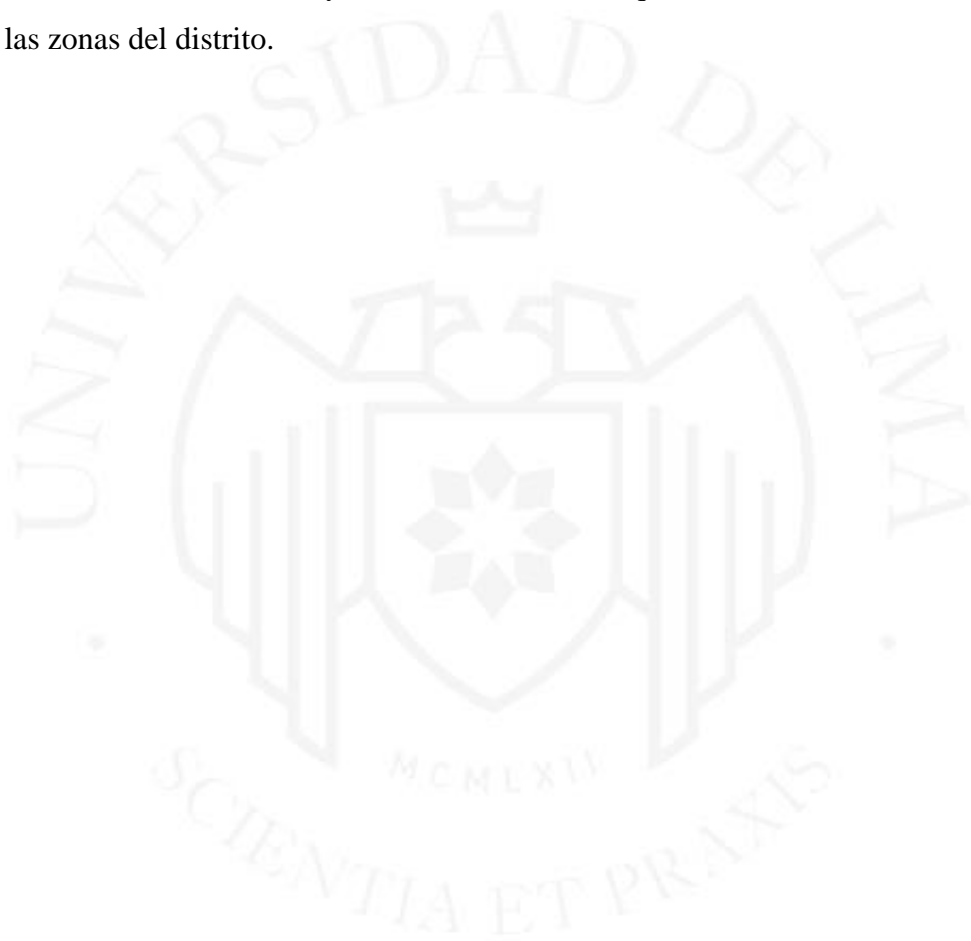 las zonas del distrito.
UNIVERSIDAD DE LIMA
MCMLXII
SCIENTIA ET PRAXIS